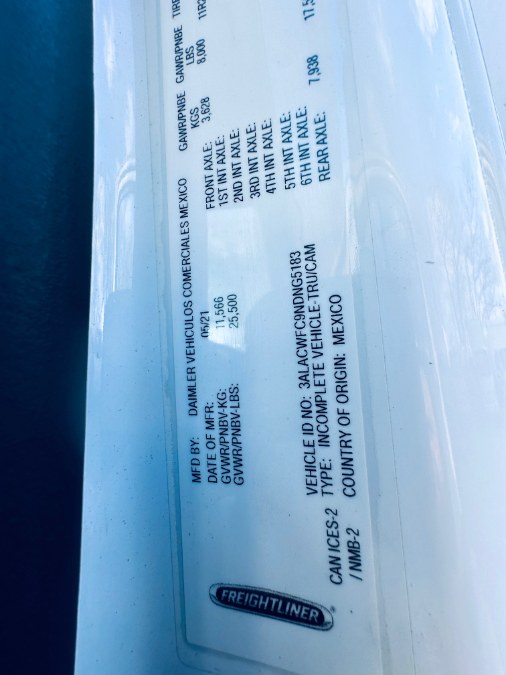 MFD BY: DAIMLER VEHICULOS COMERCIALES MEXICO
DATE OF MFR: 05/21
GVWR/PNBV-KG: 11,566
GVWR/PNBV-LBS: 25,500
GAWR/PNBE KGS GAWR/PNBE LBS
FRONT AXLE: 3,628 8,000
1ST INT AXLE:
2ND INT AXLE:
3RD INT AXLE:
4TH INT AXLE:
5TH INT AXLE:
6TH INT AXLE:
REAR AXLE: 7,938
VEHICLE ID NO: 3ALACWFC9NDNG5183
TYPE: INCOMPLETE VEHICLE-TRU/CAM
COUNTRY OF ORIGIN: MEXICO
CAN ICES-2
/ NMB-2
FREIGHTLINER